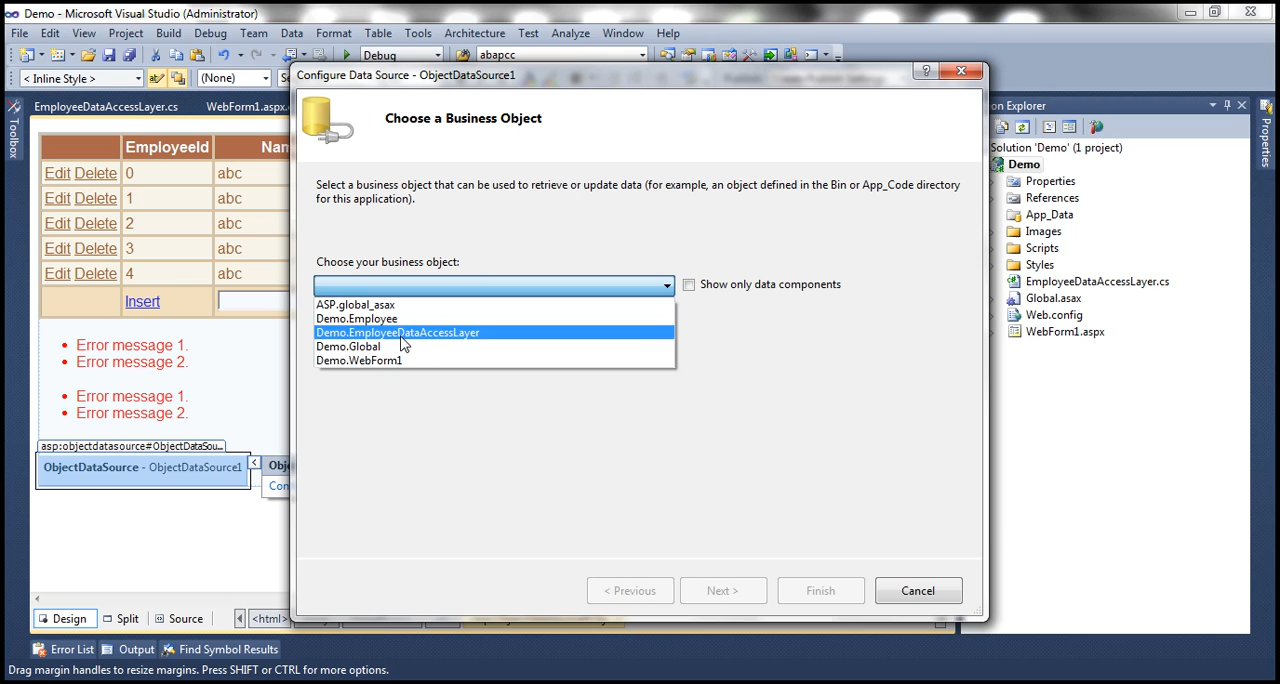 Demo - Microsoft Visual Studio (Administrator)
File Edit View Project Build Debug Team Data Format Table Tools Architecture Test Analyze Window Help
Debug abapcc
< Inline Style > (None)
Configure Data Source - ObjectDataSource1
EmployeeDataAccessLayer.cs WebForm1.aspx.
Toolbox
EmployeeId Nam
Edit Delete 0 abc
Edit Delete 1 abc
Edit Delete 2 abc
Edit Delete 3 abc
Edit Delete 4 abc
Insert
• Error message 1.
• Error message 2.
• Error message 1.
• Error message 2.
asp:objectdatasource#ObjectDataSou...
ObjectDataSource - ObjectDataSource1
Obje
Con
Choose a Business Object
Select a business object that can be used to retrieve or update data (for example, an object defined in the Bin or App_Code directory
for this application).
Choose your business object:
Show only data components
ASP.global_asax
Demo.Employee
Demo.EmployeeDataAccessLayer
Demo.Global
Demo.WebForm1
< Previous Next > Finish Cancel
on Explorer
Solution 'Demo' (1 project)
Demo
Properties
References
App_Data
Images
Scripts
Styles
EmployeeDataAccessLayer.cs
Global.asax
Web.config
WebForm1.aspx
Properties
Design Split Source <html>
Error List Output Find Symbol Results
Drag margin handles to resize margins. Press SHIFT or CTRL for more options.